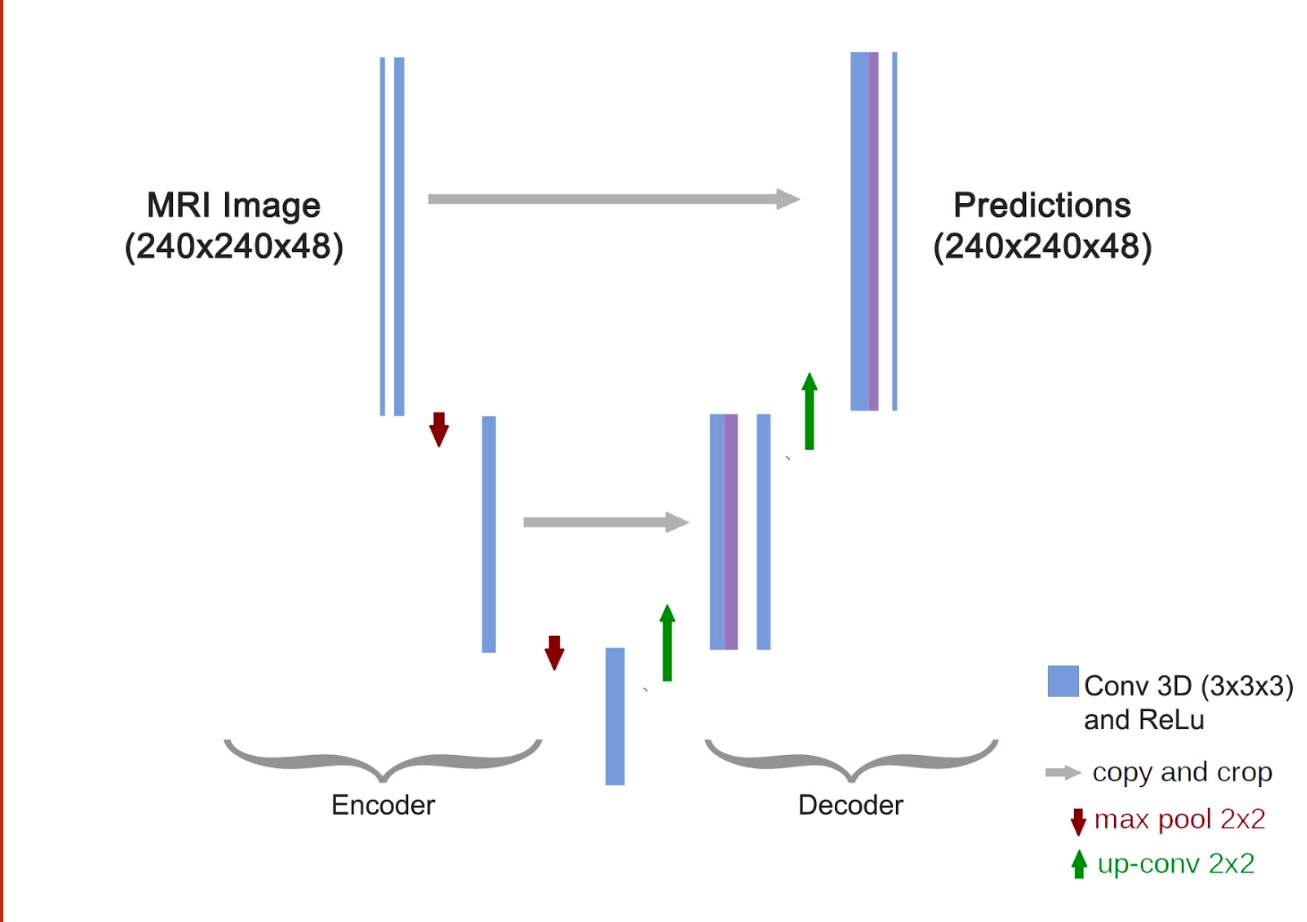 MRI Image
(240x240x48)
Predictions
(240x240x48)
Encoder
Decoder
Conv 3D (3x3x3)
and ReLu
copy and crop
max pool 2x2
up-conv 2x2